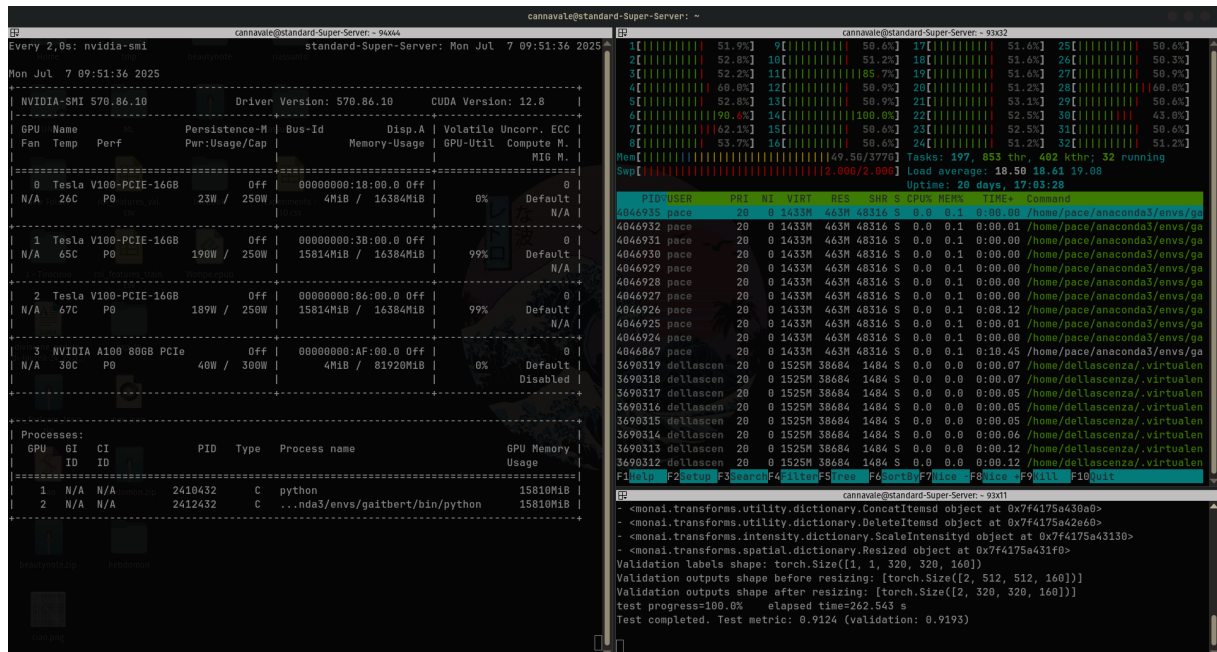 cannavale@standard-Super-Server: ~
cannavale@standard-Super-Server: ~ 94x44
Every 2,0s: nvidia-smi standard-Super-Server: Mon Jul 7 09:51:36 2025
Mon Jul 7 09:51:36 2025
NVIDIA-SMI 570.86.10 Driver Version: 570.86.10 CUDA Version: 12.8
GPU Name Persistence-M | Bus-Id Disp.A | Volatile Uncorr. ECC
Fan Temp Perf Pwr:Usage/Cap | Memory-Usage | GPU-Util Compute M.
MIG M.
0 Tesla V100-PCIE-16GB Off | 00000000:18:00.0 Off | 0
N/A 26C P0 23W / 250W | 4MiB / 16384MiB | 0% Default
N/A
1 Tesla V100-PCIE-16GB Off | 00000000:3B:00.0 Off | 0
N/A 65C P0 190W / 250W | 15814MiB / 16384MiB | 99% Default
N/A
2 Tesla V100-PCIE-16GB Off | 00000000:86:00.0 Off | 0
N/A 67C P0 189W / 250W | 15814MiB / 16384MiB | 99% Default
N/A
3 NVIDIA A100 80GB PCIe Off | 00000000:AF:00.0 Off | 0
N/A 30C P0 40W / 300W | 4MiB / 81920MiB | 0% Default
Disabled
Processes:
GPU GI CI PID Type Process name GPU Memory
ID ID Usage
1 N/A N/A 2410432 C python 15810MiB
2 N/A N/A 2412432 C ...nda3/envs/gaitbert/bin/python 15810MiB
cannavale@standard-Super-Server: ~ 93x32
1[ 51.9%] 9[ 50.6%] 17[ 51.6%] 25[ 50.6%]
2[ 52.8%] 10[ 51.2%] 18[ 51.6%] 26[ 50.3%]
3[ 52.2%] 11[ 85.7%] 19[ 51.6%] 27[ 50.9%]
4[ 60.0%] 12[ 50.9%] 20[ 51.2%] 28[ 60.0%]
5[ 52.8%] 13[ 50.9%] 21[ 53.1%] 29[ 50.6%]
6[ 90.6%] 14[ 100.0%] 22[ 52.5%] 30[ 43.0%]
7[ 62.1%] 15[ 50.6%] 23[ 52.5%] 31[ 50.6%]
8[ 53.7%] 16[ 50.6%] 24[ 51.2%] 32[ 51.2%]
Mem[ 49.5G/377G] Tasks: 197, 853 thr, 402 kthr; 32 running
Swp[ 2.00G/2.00G] Load average: 18.50 18.61 19.08
Uptime: 20 days, 17:03:28
PID▽USER PRI NI VIRT RES SHR S CPU% MEM% TIME+ Command
4046935 pace 20 0 1433M 463M 48316 S 0.0 0.1 0:00.00 /home/pace/anaconda3/envs/ga
4046932 pace 20 0 1433M 463M 48316 S 0.0 0.1 0:00.01 /home/pace/anaconda3/envs/ga
4046931 pace 20 0 1433M 463M 48316 S 0.0 0.1 0:00.00 /home/pace/anaconda3/envs/ga
4046930 pace 20 0 1433M 463M 48316 S 0.0 0.1 0:00.00 /home/pace/anaconda3/envs/ga
4046929 pace 20 0 1433M 463M 48316 S 0.0 0.1 0:00.00 /home/pace/anaconda3/envs/ga
4046928 pace 20 0 1433M 463M 48316 S 0.0 0.1 0:00.00 /home/pace/anaconda3/envs/ga
4046927 pace 20 0 1433M 463M 48316 S 0.0 0.1 0:00.00 /home/pace/anaconda3/envs/ga
4046926 pace 20 0 1433M 463M 48316 S 0.0 0.1 0:08.12 /home/pace/anaconda3/envs/ga
4046925 pace 20 0 1433M 463M 48316 S 0.0 0.1 0:00.01 /home/pace/anaconda3/envs/ga
4046924 pace 20 0 1433M 463M 48316 S 0.0 0.1 0:00.00 /home/pace/anaconda3/envs/ga
4046867 pace 20 0 1433M 463M 48316 S 0.0 0.1 0:10.45 /home/pace/anaconda3/envs/ga
3690319 dellascen 20 0 1525M 38684 1484 S 0.0 0.0 0:00.07 /home/dellascenza/.virtualen
3690318 dellascen 20 0 1525M 38684 1484 S 0.0 0.0 0:00.07 /home/dellascenza/.virtualen
3690317 dellascen 20 0 1525M 38684 1484 S 0.0 0.0 0:00.05 /home/dellascenza/.virtualen
3690316 dellascen 20 0 1525M 38684 1484 S 0.0 0.0 0:00.05 /home/dellascenza/.virtualen
3690315 dellascen 20 0 1525M 38684 1484 S 0.0 0.0 0:00.05 /home/dellascenza/.virtualen
3690314 dellascen 20 0 1525M 38684 1484 S 0.0 0.0 0:00.06 /home/dellascenza/.virtualen
3690313 dellascen 20 0 1525M 38684 1484 S 0.0 0.0 0:00.12 /home/dellascenza/.virtualen
3690312 dellascen 20 0 1525M 38684 1484 S 0.0 0.0 0:00.12 /home/dellascenza/.virtualen
F1Help F2Setup F3SearchF4FilterF5Tree F6SortByF7Nice -F8Nice +F9Kill F10Quit
cannavale@standard-Super-Server: ~ 93x11
- <monai.transforms.utility.dictionary.ConcatItemsd object at 0x7f4175a430a0>
- <monai.transforms.utility.dictionary.DeleteItemsd object at 0x7f4175a42e60>
- <monai.transforms.intensity.dictionary.ScaleIntensityd object at 0x7f4175a43130>
- <monai.transforms.spatial.dictionary.Resized object at 0x7f4175a431f0>
Validation labels shape: torch.Size([1, 1, 320, 320, 160])
Validation outputs shape before resizing: [torch.Size([2, 512, 512, 160])]
Validation outputs shape after resizing: [torch.Size([2, 320, 320, 160])]
test progress=100.0% elapsed time=262.543 s
Test completed. Test metric: 0.9124 (validation: 0.9193)